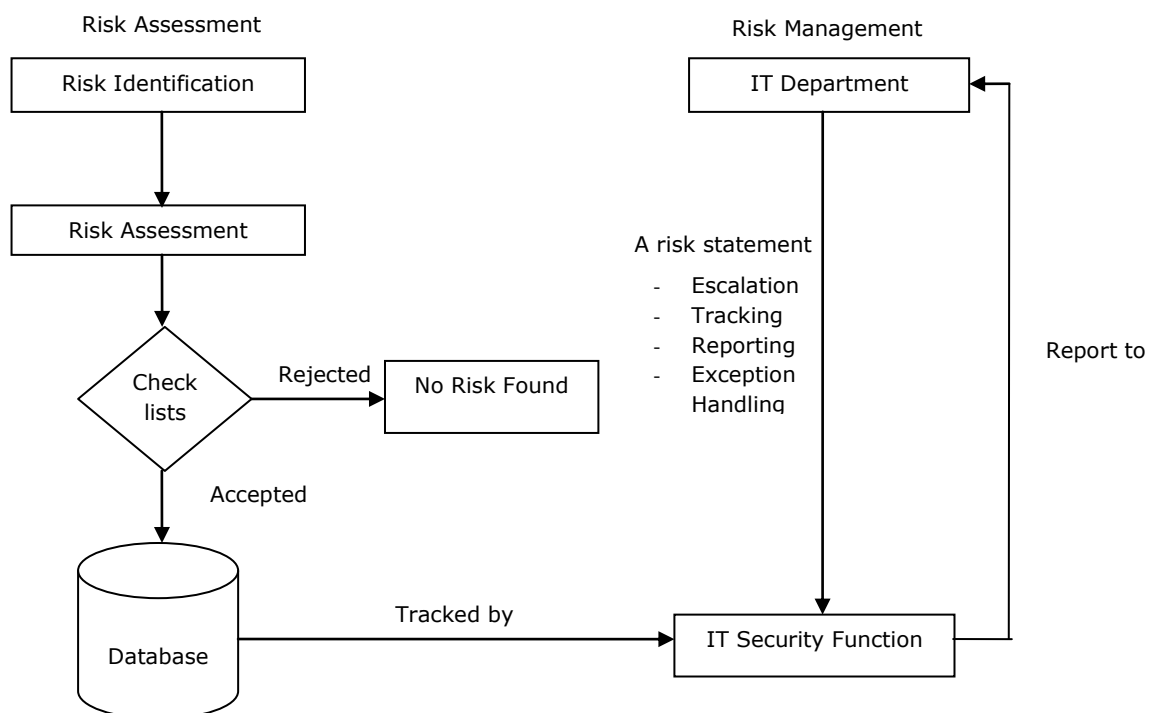 Risk Assessment
Risk Management
Risk Identification
IT Department
Risk Assessment
A risk statement
- Escalation
- Tracking
- Reporting
- Exception
Handling
Report to
Check
lists
Rejected
No Risk Found
Accepted
Tracked by
Database
IT Security Function